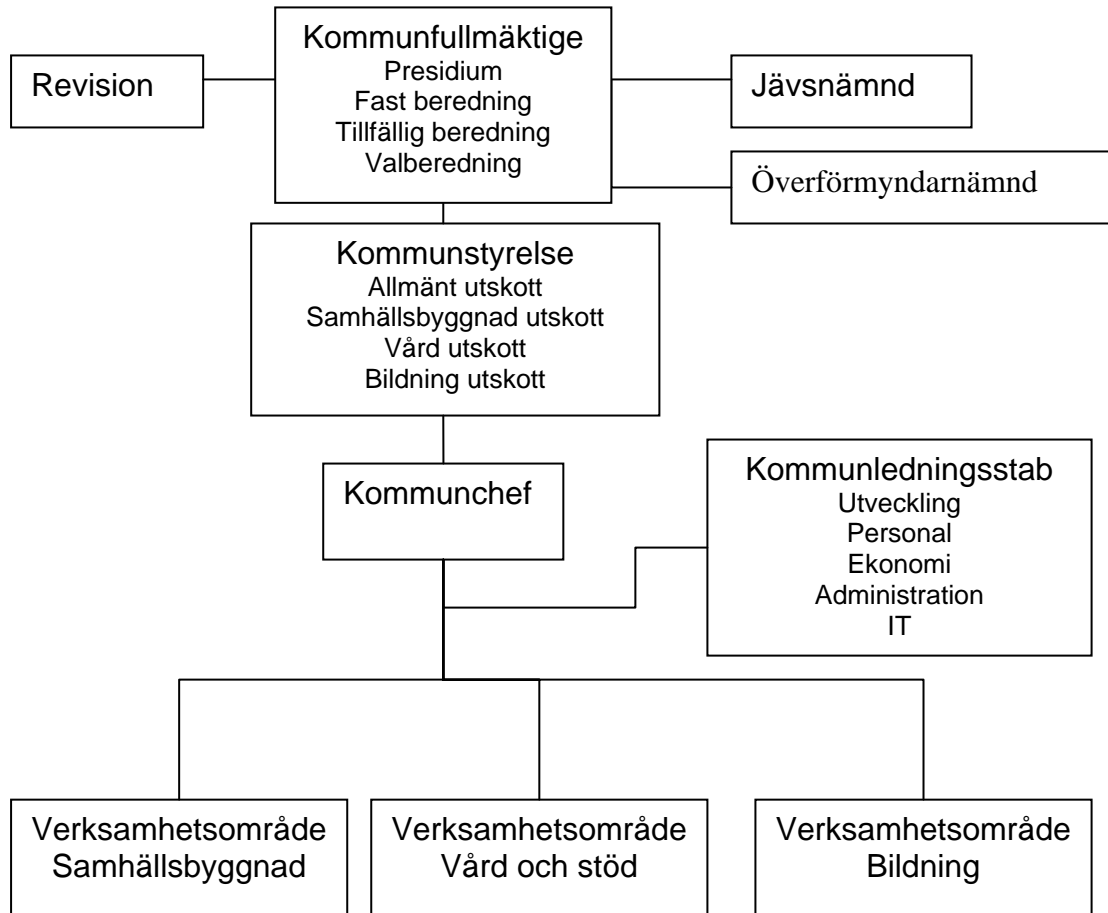 Kommunfullmäktige
Presidium
Fast beredning
Tillfällig beredning
Valberedning
Revision
Jävsnämnd
Överförmyndarnämnd
Kommunstyrelse
Allmänt utskott
Samhällsbyggnad utskott
Vård utskott
Bildning utskott
Kommunchef
Kommunledningsstab
Utveckling
Personal
Ekonomi
Administration
IT
Verksamhetsområde
Samhällsbyggnad
Verksamhetsområde
Vård och stöd
Verksamhetsområde
Bildning